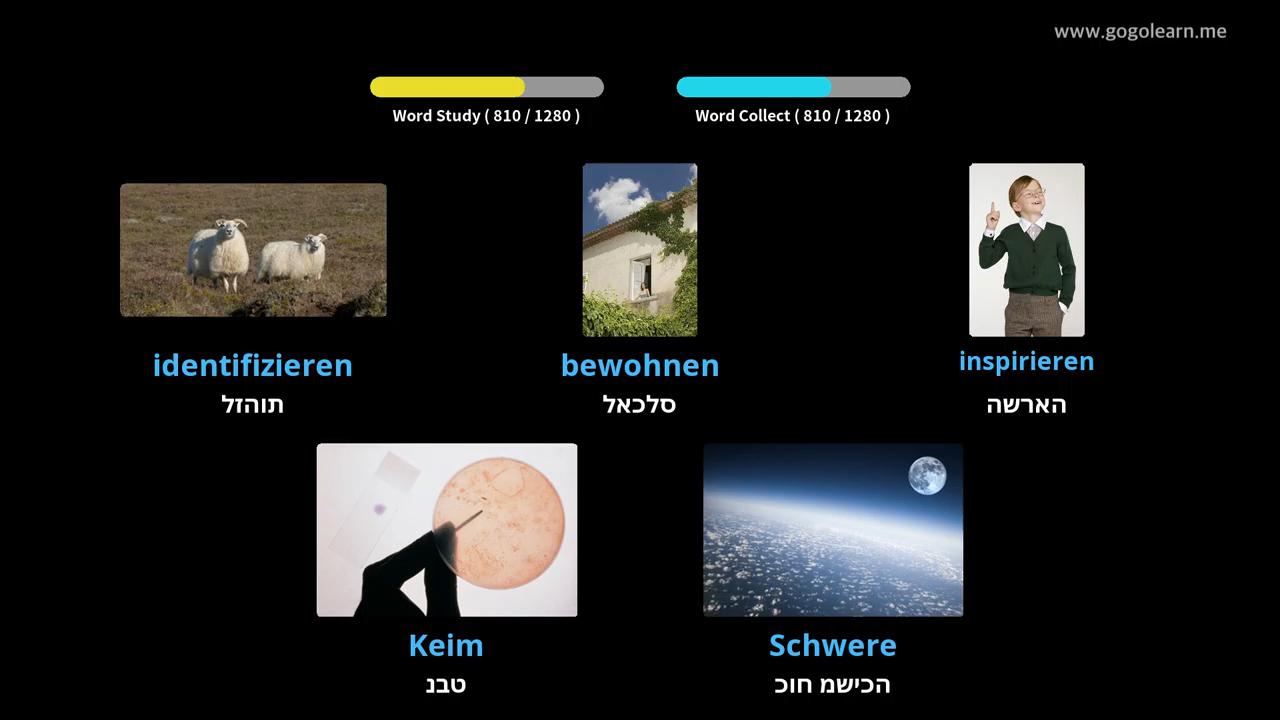 www.gogolearn.me
Word Study ( 810 / 1280 )
Word Collect ( 810 / 1280 )
identifizieren
bewohnen
inspirieren
תוהזל
סלכאל
הארשה
Keim
Schwere
טבנ
הכישמ חוכ